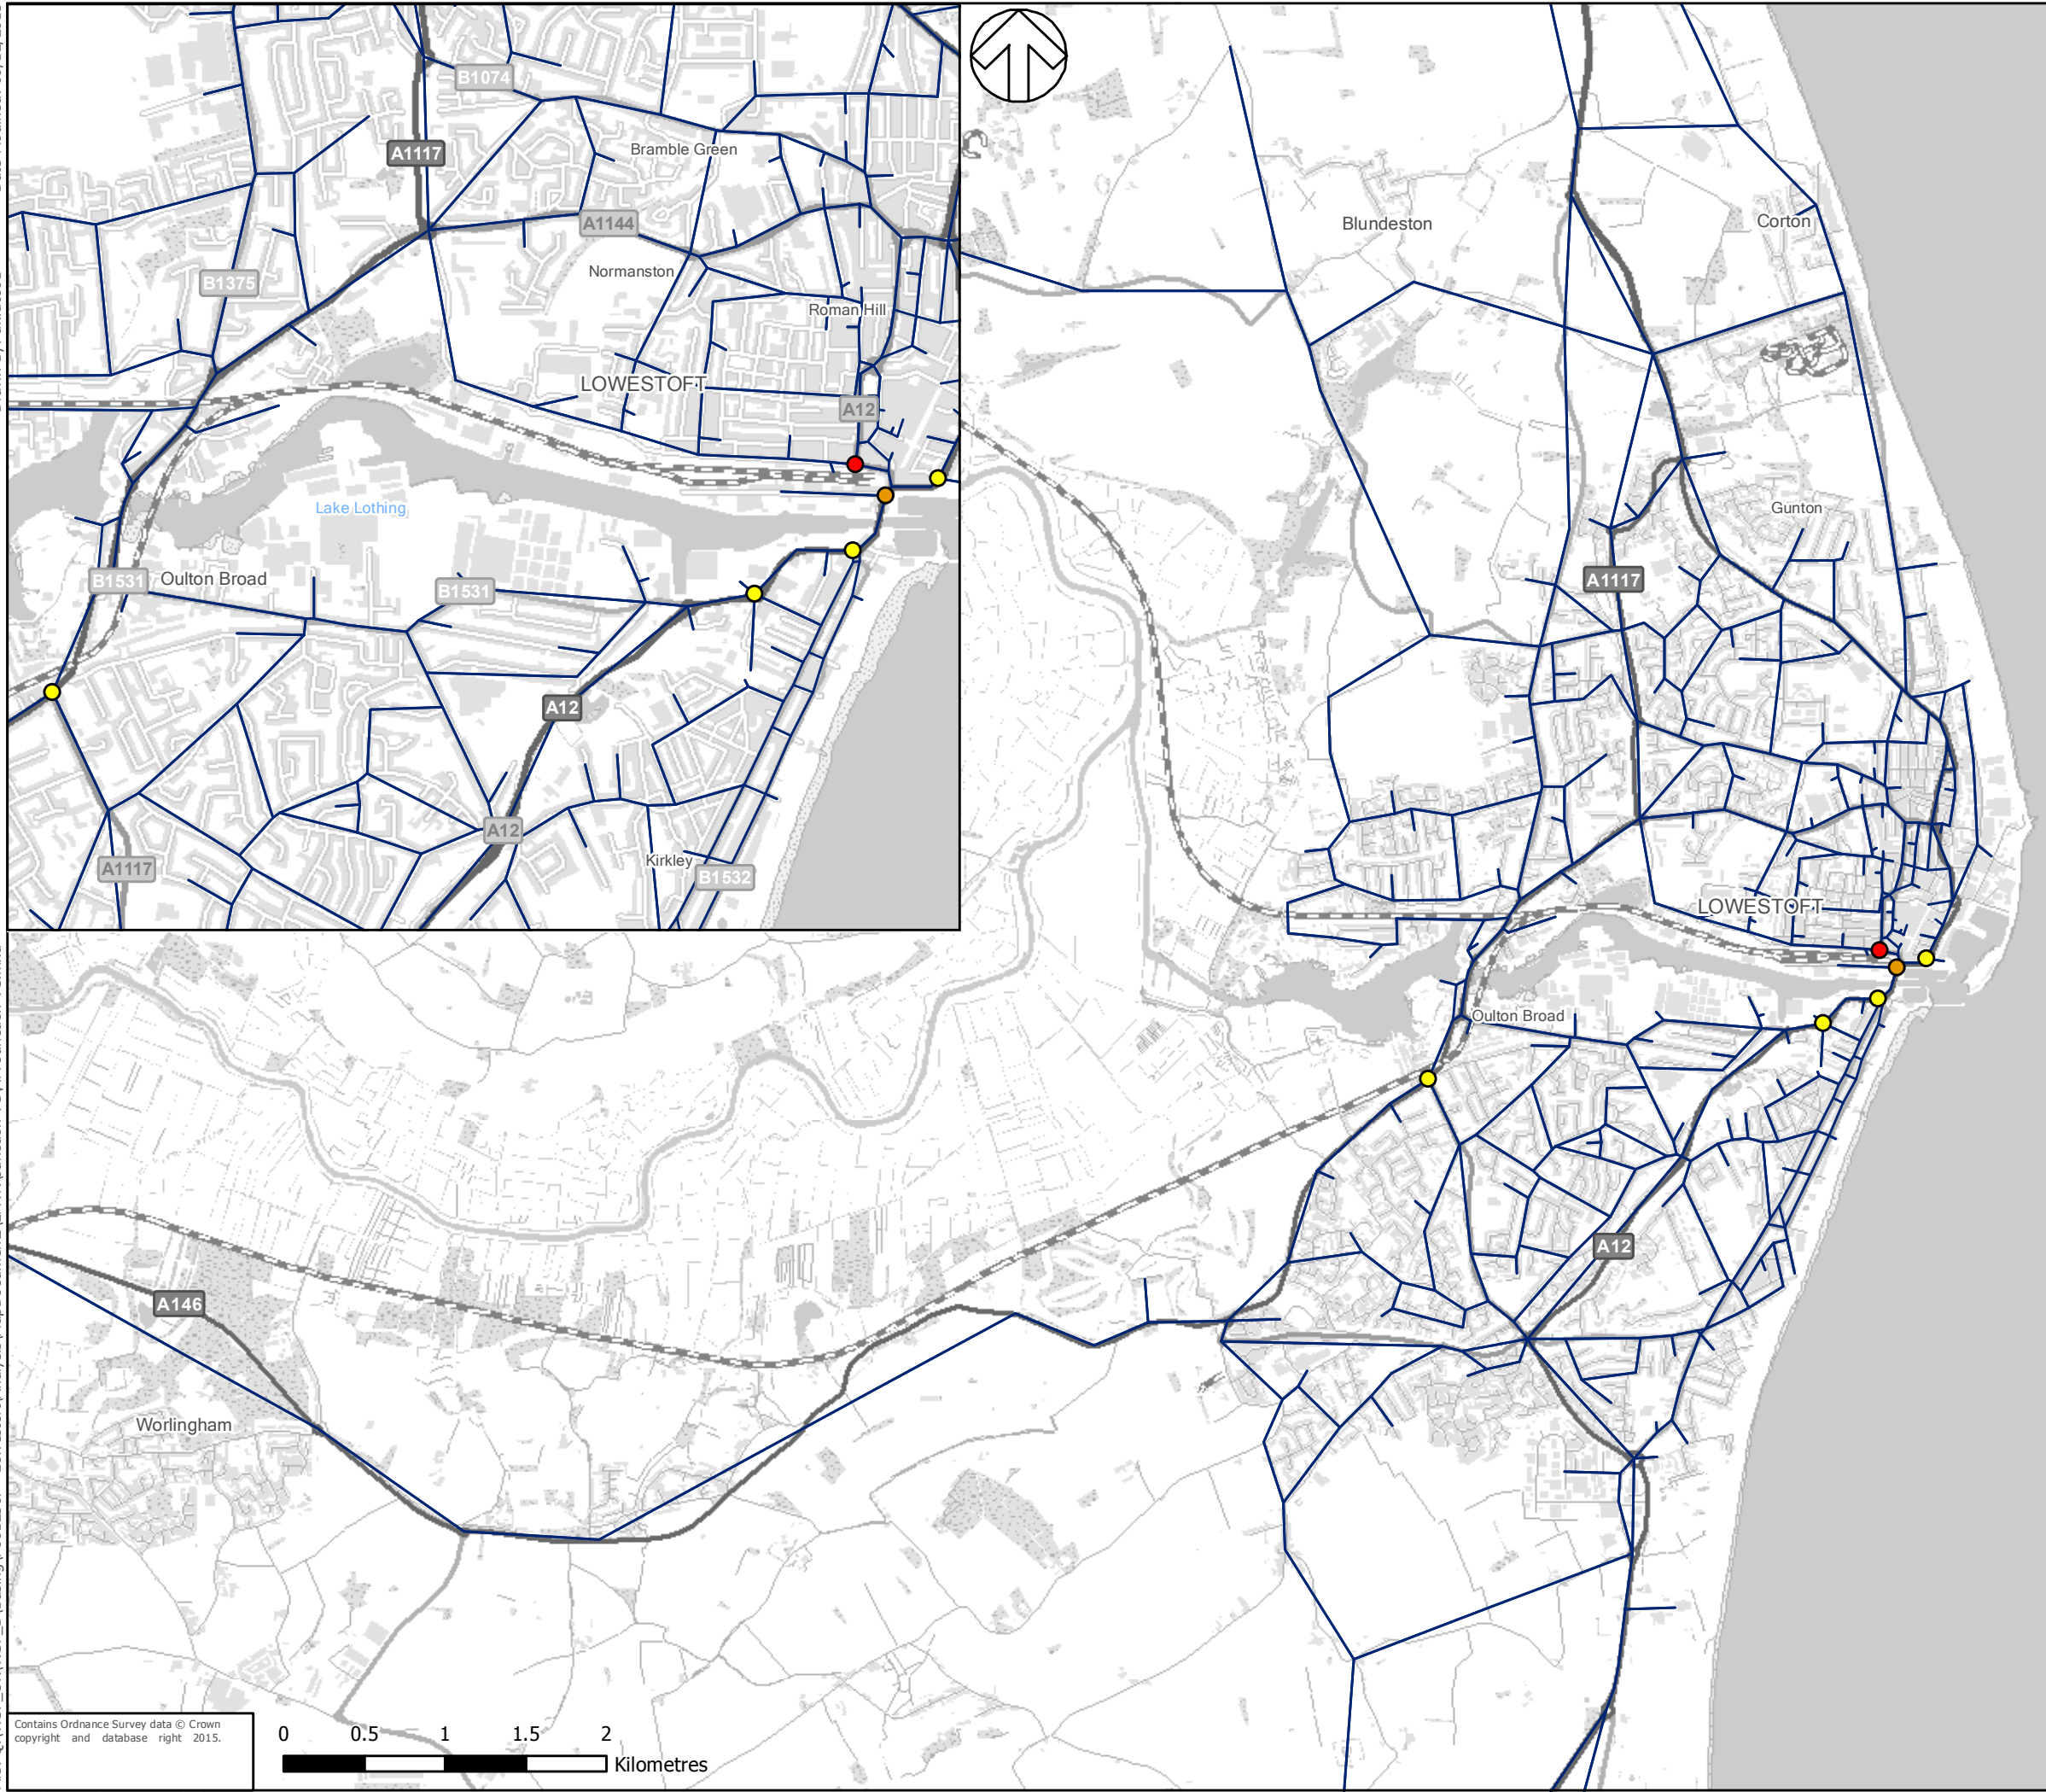 B1074
A1117
Bramble Green
A1144
Normanston
B1375
Roman Hill
LOWESTOFT
A12
Lake Lothing
B1531
Oulton Broad
B1531
A12
A12
Kirkley
A1117
B1532
Blundeston
Corton
Gunton
A1117
LOWESTOFT
Oulton Broad
A12
A146
Worlingham
Contains Ordnance Survey data © Crown
copyright and database right 2015.
0 0.5 1 1.5 2
Kilometres